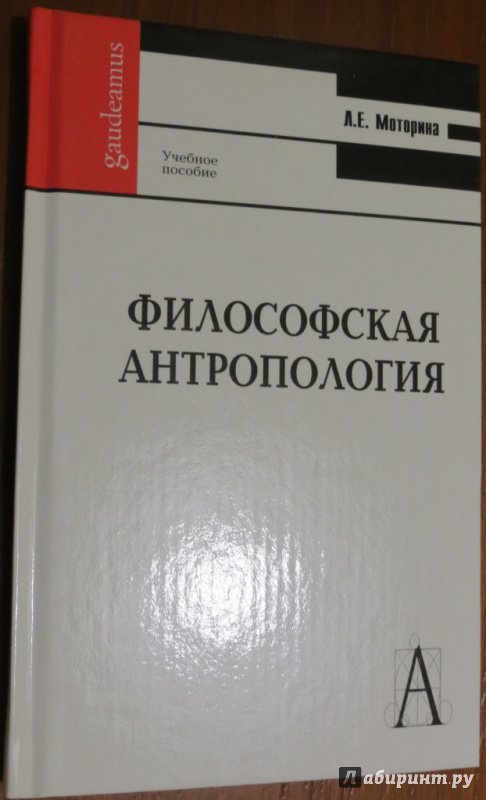 gaudeamus
Л.Е. Моторина
Учебное
пособие
ФИЛОСОФСКАЯ
АНТРОПОЛОГИЯ
А
Лабиринт.ру